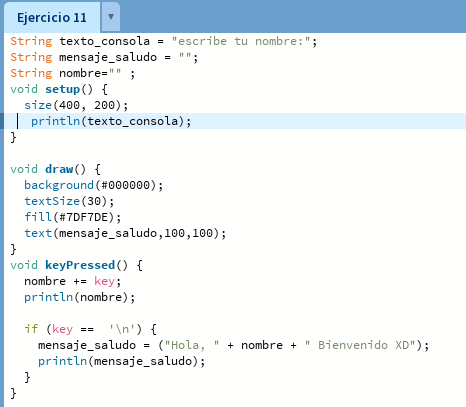 Ejercicio 11 ▼
String texto_consola = "escribe tu nombre:";
String mensaje_saludo = "";
String nombre="" ;
void setup() {
  size(400, 200);
   println(texto_consola);
}

void draw() {
  background(#000000);
  textSize(30);
  fill(#7DF7DE);
  text(mensaje_saludo,100,100);
}
void keyPressed() {
  nombre += key;
  println(nombre);

  if (key ==  '\n') {
    mensaje_saludo = ("Hola, " + nombre + " Bienvenido XD");
    println(mensaje_saludo);
  }
}